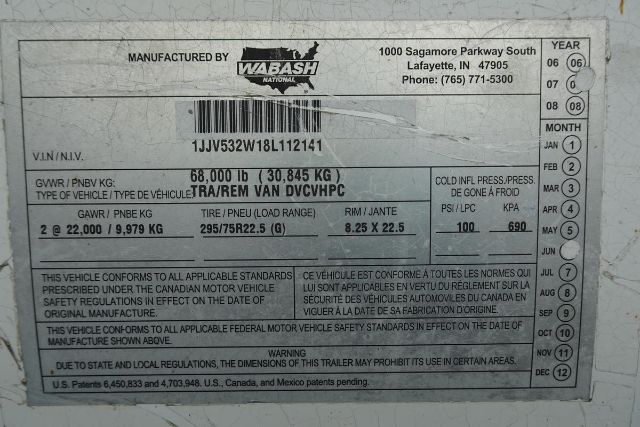 MANUFACTURED BY
WABASH
NATIONAL
1000 Sagamore Parkway South
Lafayette, IN 47905
Phone: (765) 771-5300
YEAR
06 06
07
08 08
MONTH
JAN 1
FEB 2
MAR 3
APR 4
MAY 5
JUN
JUL 7
AUG 8
SEP 9
OCT 10
NOV 11
DEC 12
V.I.N / N.I.V.
1JJV532W18L112141
GVWR / PNBV KG: 68,000 lb ( 30,845 KG )
TYPE OF VEHICLE / TYPE DE VÉHICULE: TRA/REM VAN DVCVHPC
COLD INFL PRESS./PRESS.
DE GONE À FROID
GAWR / PNBE KG TIRE / PNEU (LOAD RANGE) RIM / JANTE PSI / LPC KPA
2 @ 22,000 / 9,979 KG 295/75R22.5 (G) 8.25 X 22.5 100 690
THIS VEHICLE CONFORMS TO ALL APPLICABLE STANDARDS
PRESCRIBED UNDER THE CANADIAN MOTOR VEHICLE
SAFETY REGULATIONS IN EFFECT ON THE DATE OF
ORIGINAL MANUFACTURE.
CE VÉHICULE EST CONFORME À TOUTES LES NORMES QUI
LUI SONT APPLICABLES EN VERTU DU RÈGLEMENT SUR LA
SÉCURITÉ DES VÉHICULES AUTOMOBILES DU CANADA EN
VIGUER À LA DATE DE SA FABRICATION D'ORIGINE.
THIS VEHICLE CONFORMS TO ALL APPLICABLE FEDERAL MOTOR VEHICLE SAFETY STANDARDS IN EFFECT ON THE DATE OF
MANUFACTURE SHOWN ABOVE.
WARNING
DUE TO STATE AND LOCAL REGULATIONS, THE DIMENSIONS OF THIS TRAILER MAY PROHIBIT ITS USE IN CERTAIN AREAS.
U.S. Patents 6,450,833 and 4,703,948. U.S., Canada, and Mexico patents pending.